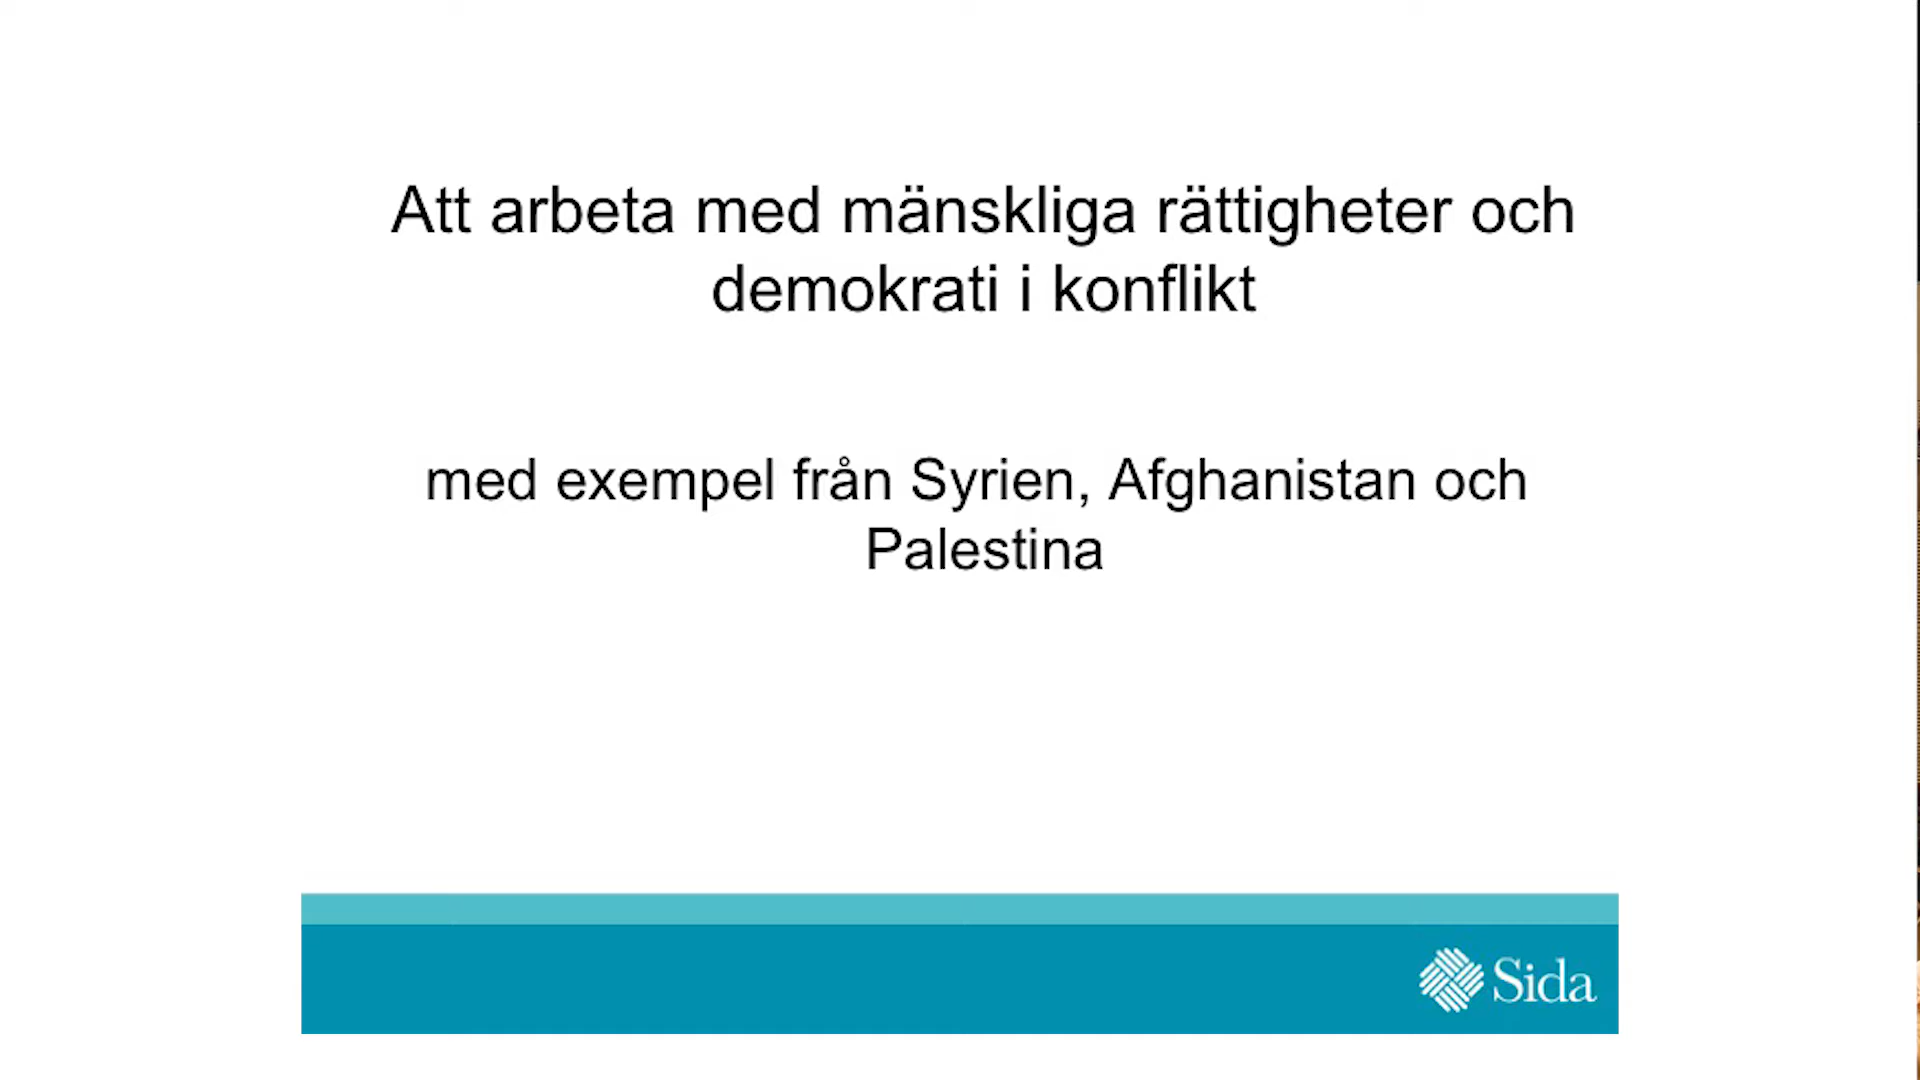 Att arbeta med mänskliga rättigheter och
demokrati i konflikt
med exempel från Syrien, Afghanistan och
Palestina
Sida